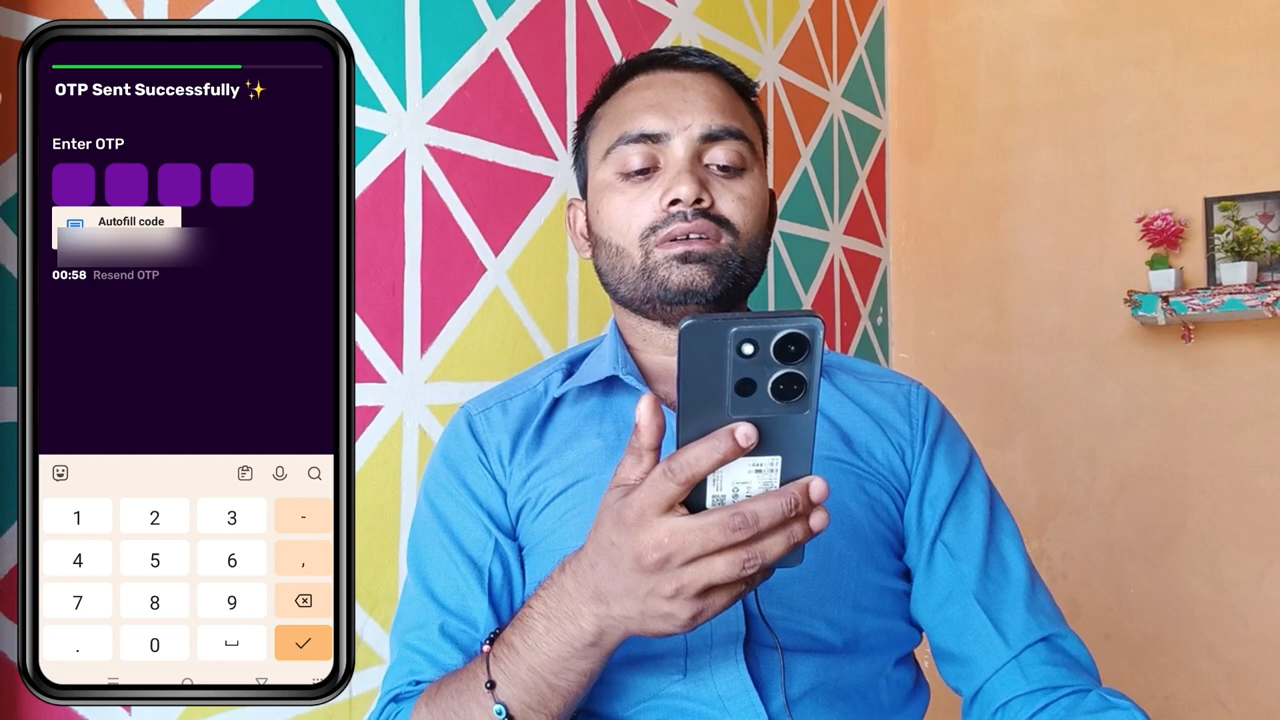 OTP Sent Successfully ✨
Enter OTP
Autofill code
00:58 Resend OTP
1 2 3 -
4 5 6 ,
7 8 9
. 0